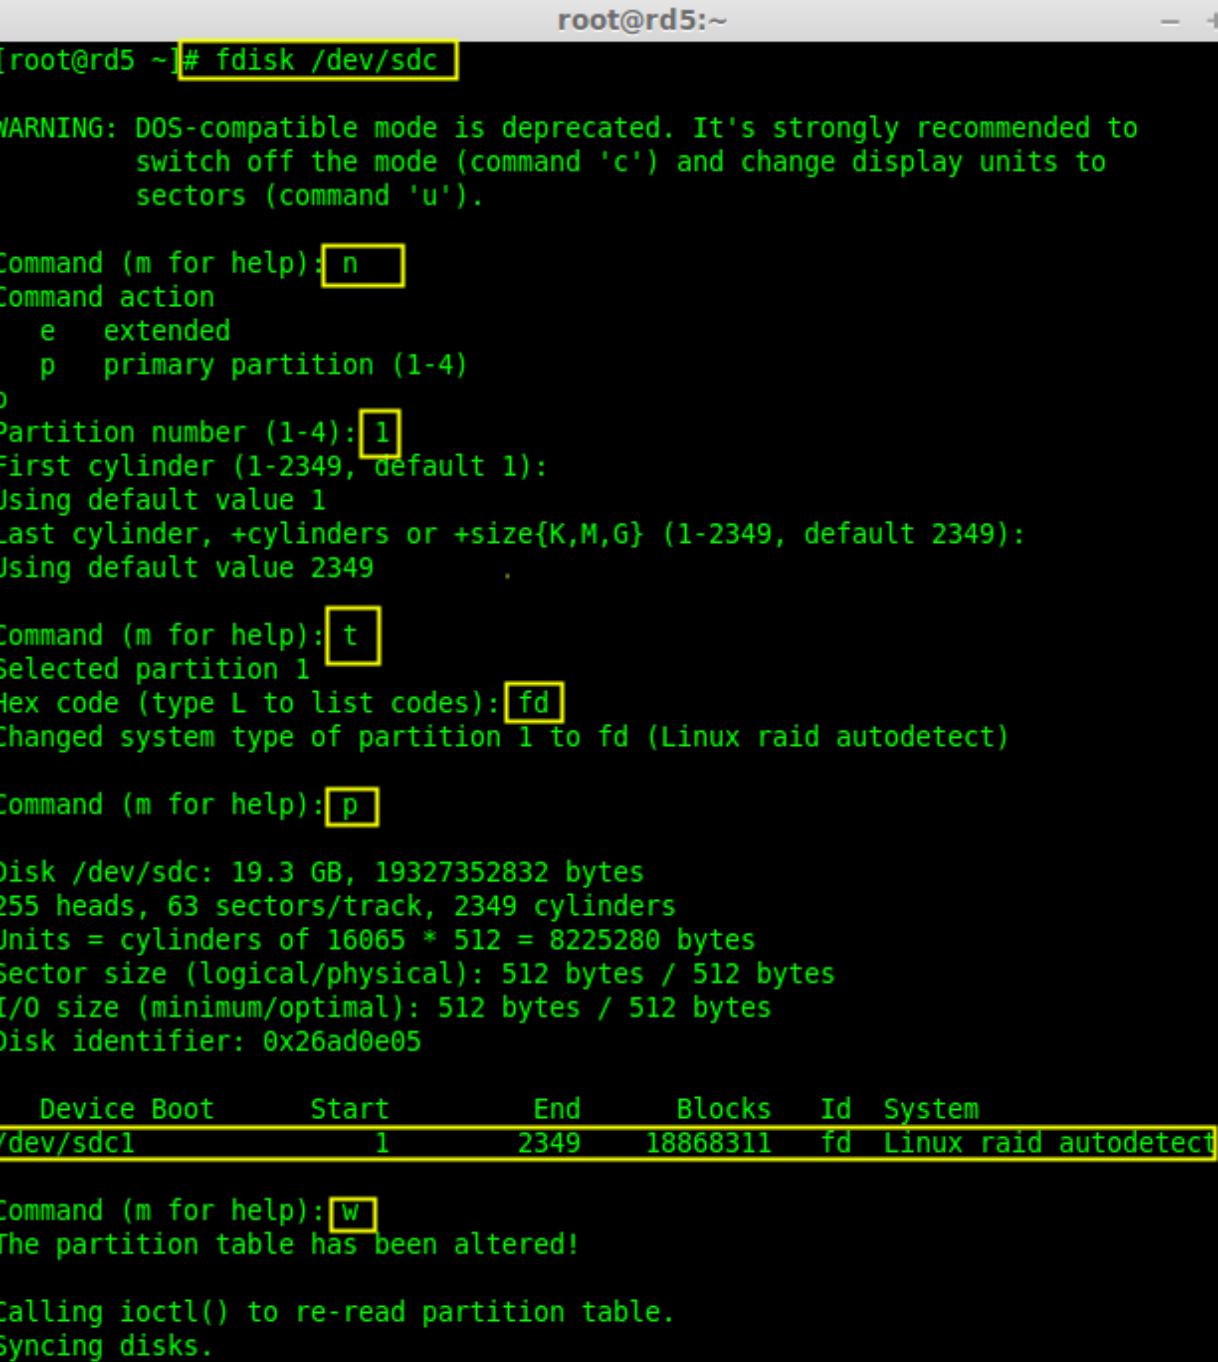 root@rd5:~
[root@rd5 ~]# fdisk /dev/sdc
WARNING: DOS-compatible mode is deprecated. It's strongly recommended to
switch off the mode (command 'c') and change display units to
sectors (command 'u').
Command (m for help): n
Command action
e   extended
p   primary partition (1-4)
p
Partition number (1-4): 1
First cylinder (1-2349, default 1):
Using default value 1
Last cylinder, +cylinders or +size{K,M,G} (1-2349, default 2349):
Using default value 2349
Command (m for help): t
Selected partition 1
Hex code (type L to list codes): fd
Changed system type of partition 1 to fd (Linux raid autodetect)
Command (m for help): p
Disk /dev/sdc: 19.3 GB, 19327352832 bytes
255 heads, 63 sectors/track, 2349 cylinders
Units = cylinders of 16065 * 512 = 8225280 bytes
Sector size (logical/physical): 512 bytes / 512 bytes
I/O size (minimum/optimal): 512 bytes / 512 bytes
Disk identifier: 0x26ad0e05
Device Boot      Start         End      Blocks   Id  System
/dev/sdc1               1        2349    18868311   fd  Linux raid autodetect
Command (m for help): w
The partition table has been altered!
Calling ioctl() to re-read partition table.
Syncing disks.